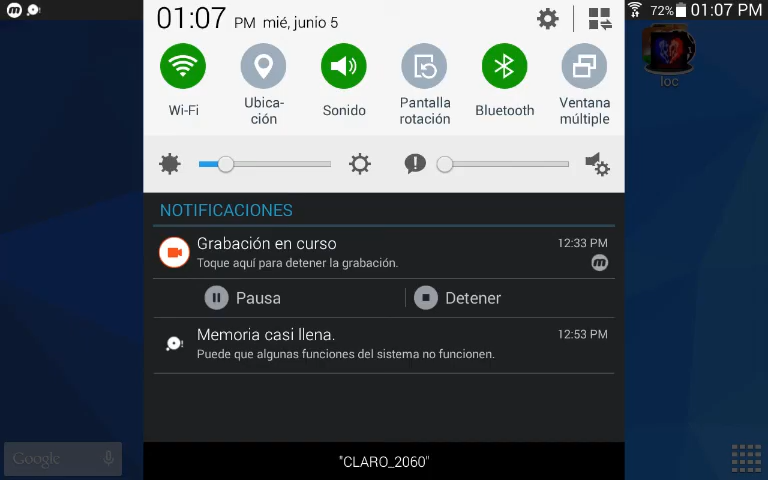 01:07 PM mié, junio 5
72% 01:07 PM
Wi-Fi
Ubica-
ción
Sonido
Pantalla
rotación
Bluetooth
Ventana
múltiple
loc
NOTIFICACIONES
Grabación en curso 12:33 PM
Toque aquí para detener la grabación.
Pausa Detener
Memoria casi llena. 12:53 PM
Puede que algunas funciones del sistema no funcionen.
Google
"CLARO_2060"